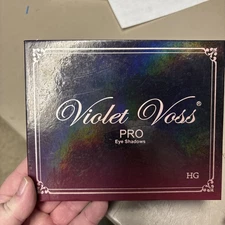 Violet Voss®
PRO
Eye Shadows
HG